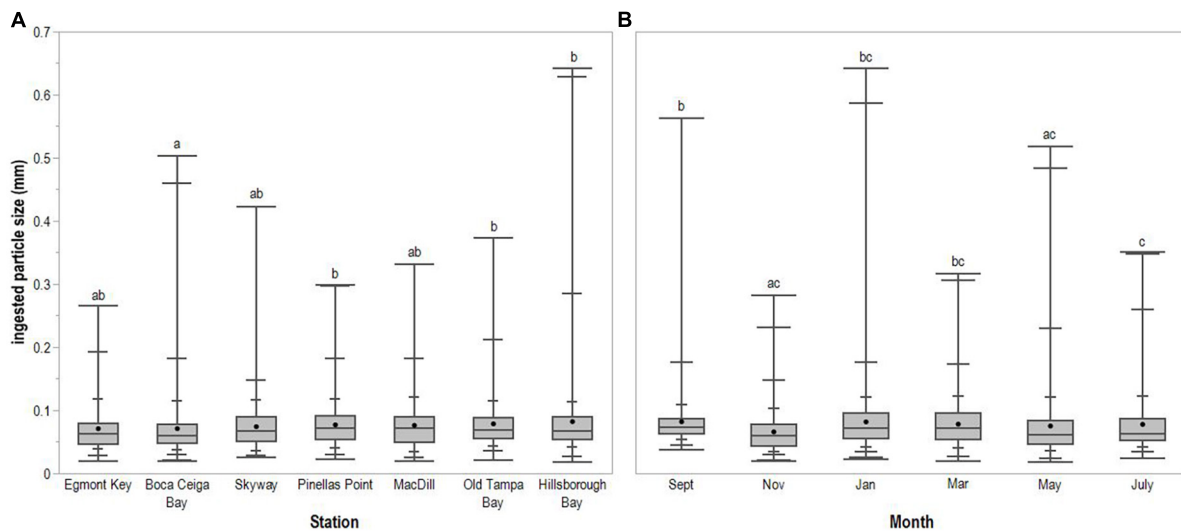 A
B
0.7
0.6
0.5
0.4
0.3
0.2
0.1
0
ingested particle size (mm)
ab
a
ab
b
ab
b
b
b
ac
bc
bc
ac
c
Egmont Key
Boca Ceiga
Bay
Skyway
Pinellas Point
MacDill
Old Tampa
Bay
Hillsborough
Bay
Station
Sept
Nov
Jan
Mar
May
July
Month